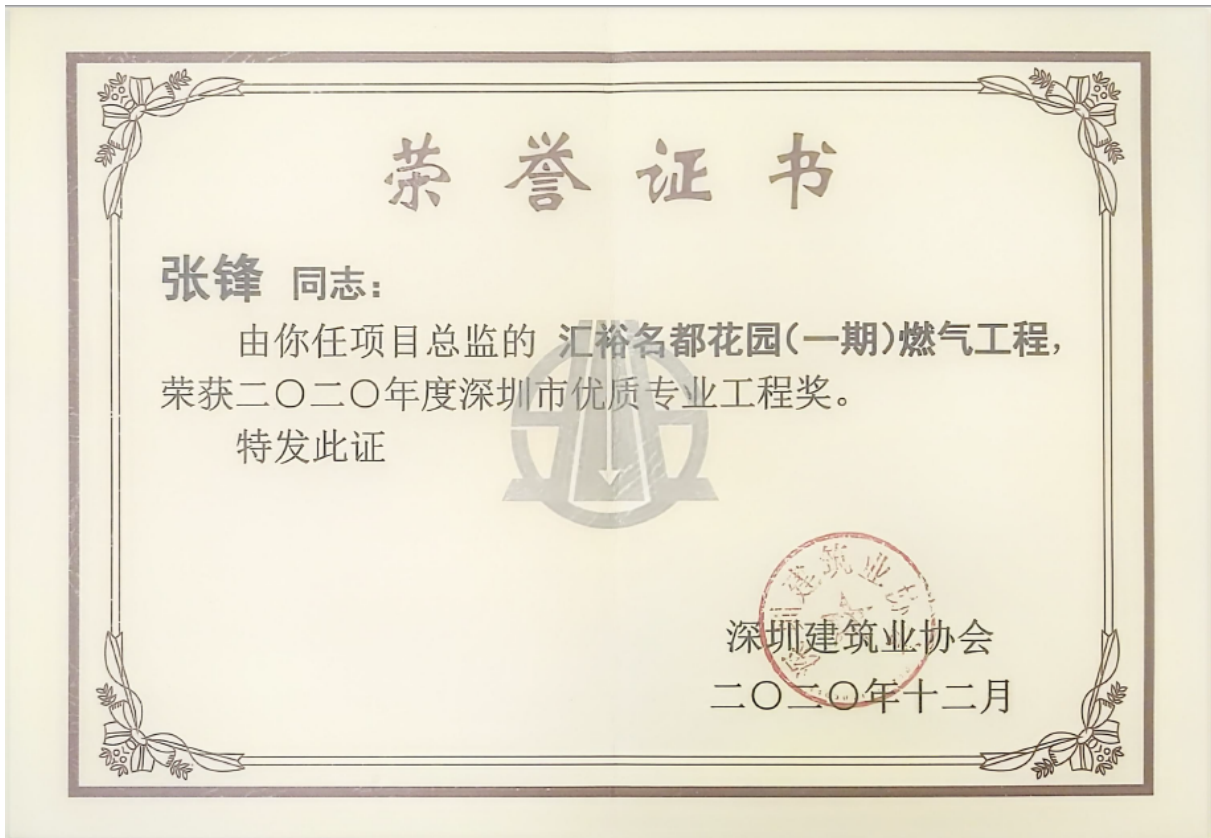 荣誉证书
张锋 同志：
由你任项目总监的 汇裕名都花园(一期)燃气工程，
荣获二〇二〇年度深圳市优质专业工程奖。
特发此证
深圳建筑业协会
二〇二〇年十二月